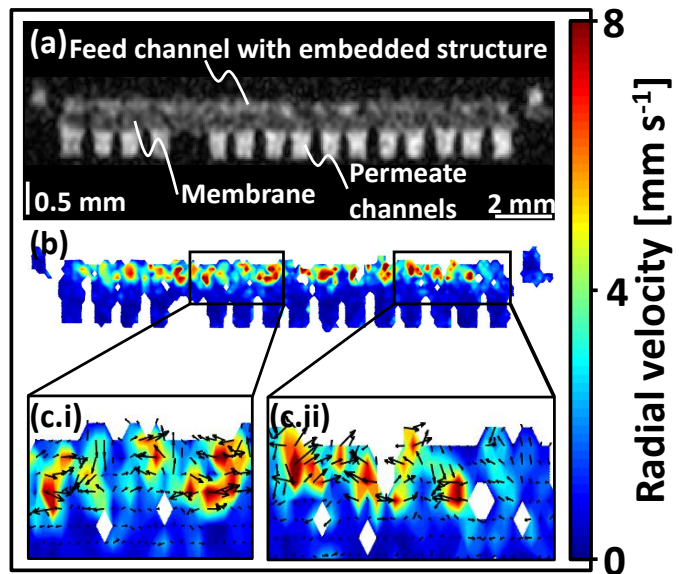 (a)
Feed channel with embedded structure
Membrane
Permeate
channels
0.5 mm
2 mm
(b)
(c.i)
(c.ii)
8
4
0
Radial velocity [mm s-1]